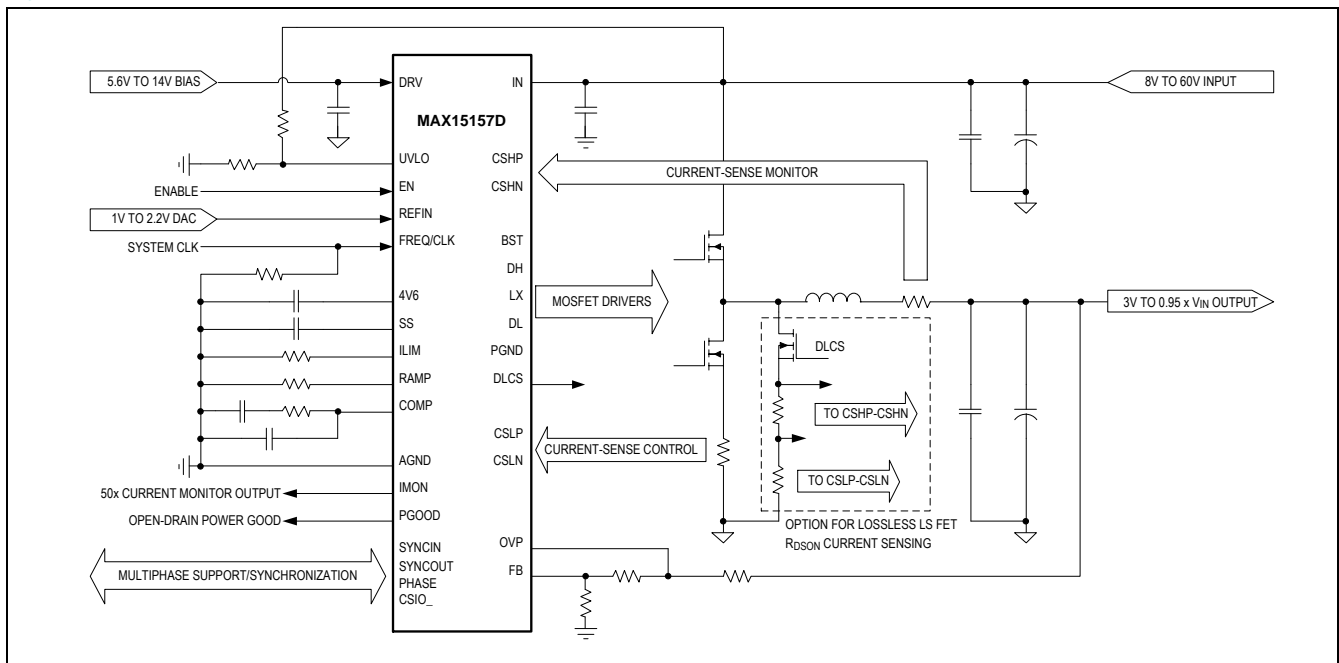 5.6V TO 14V BIAS
DRV
IN
8V TO 60V INPUT
MAX15157D
UVLO
CSHP
CSHN
CURRENT-SENSE MONITOR
ENABLE
EN
1V TO 2.2V DAC
REFIN
SYSTEM CLK
FREQ/CLK
BST
DH
4V6
LX
MOSFET DRIVERS
3V TO 0.95 x VIN OUTPUT
SS
DL
ILIM
PGND
DLCS
RAMP
DLCS
COMP
TO CSHP-CSHN
CSLP
CSLN
CURRENT-SENSE CONTROL
AGND
TO CSLP-CSLN
50x CURRENT MONITOR OUTPUT
IMON
OPEN-DRAIN POWER GOOD
PGOOD
OPTION FOR LOSSLESS LS FET
RDSON CURRENT SENSING
SYNCIN
OVP
MULTIPHASE SUPPORT/SYNCHRONIZATION
SYNCOUT
FB
PHASE
CSIO_